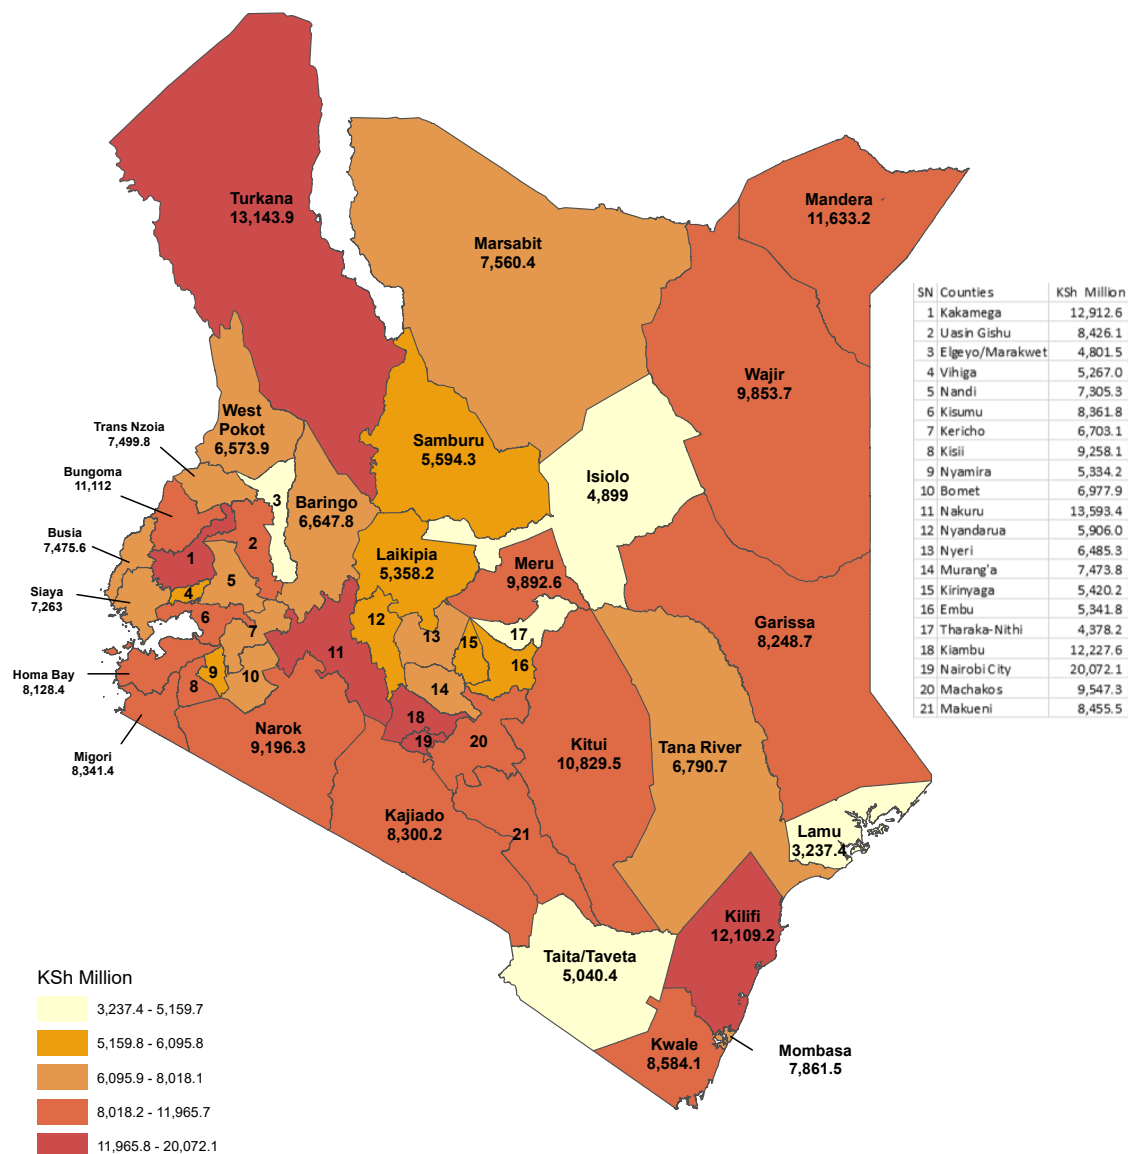 Turkana
13,143.9
Marsabit
7,560.4
Mandera
11,633.2
Wajir
9,853.7
West
Pokot
6,573.9
Trans Nzoia
7,499.8
Bungoma
11,112
Busia
7,475.6
Siaya
7,263
Homa Bay
8,128.4
Migori
8,341.4
Samburu
5,594.3
Isiolo
4,899
Baringo
6,647.8
Laikipia
5,358.2
Meru
9,892.6
Garissa
8,248.7
Narok
9,196.3
Kajiado
8,300.2
Kitui
10,829.5
Tana River
6,790.7
Lamu
3,237.4
Kilifi
12,109.2
Taita/Taveta
5,040.4
Kwale
8,584.1
Mombasa
7,861.5
1
2
3
4
5
6
7
8
9
10
11
12
13
14
15
16
17
18
19
20
21
SN Counties KSh Million
1 Kakamega 12,912.6
2 Uasin Gishu 8,426.1
3 Elgeyo/Marakwet 4,801.5
4 Vihiga 5,267.0
5 Nandi 7,305.3
6 Kisumu 8,361.8
7 Kericho 6,703.1
8 Kisii 9,258.1
9 Nyamira 5,334.2
10 Bomet 6,977.9
11 Nakuru 13,593.4
12 Nyandarua 5,906.0
13 Nyeri 6,485.3
14 Murang'a 7,473.8
15 Kirinyaga 5,420.2
16 Embu 5,341.8
17 Tharaka-Nithi 4,378.2
18 Kiambu 12,227.6
19 Nairobi City 20,072.1
20 Machakos 9,547.3
21 Makueni 8,455.5
KSh Million
3,237.4 - 5,159.7
5,159.8 - 6,095.8
6,095.9 - 8,018.1
8,018.2 - 11,965.7
11,965.8 - 20,072.1